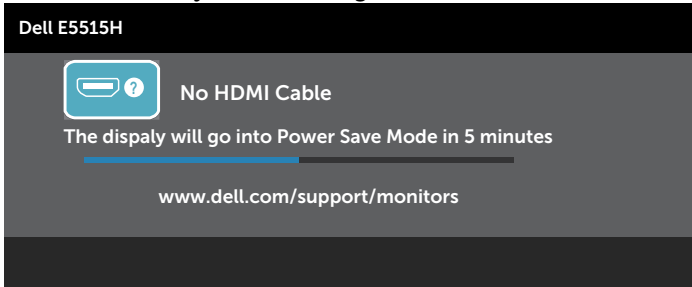 Dell E5515H
?
No HDMI Cable
The dispaly will go into Power Save Mode in 5 minutes
www.dell.com/support/monitors